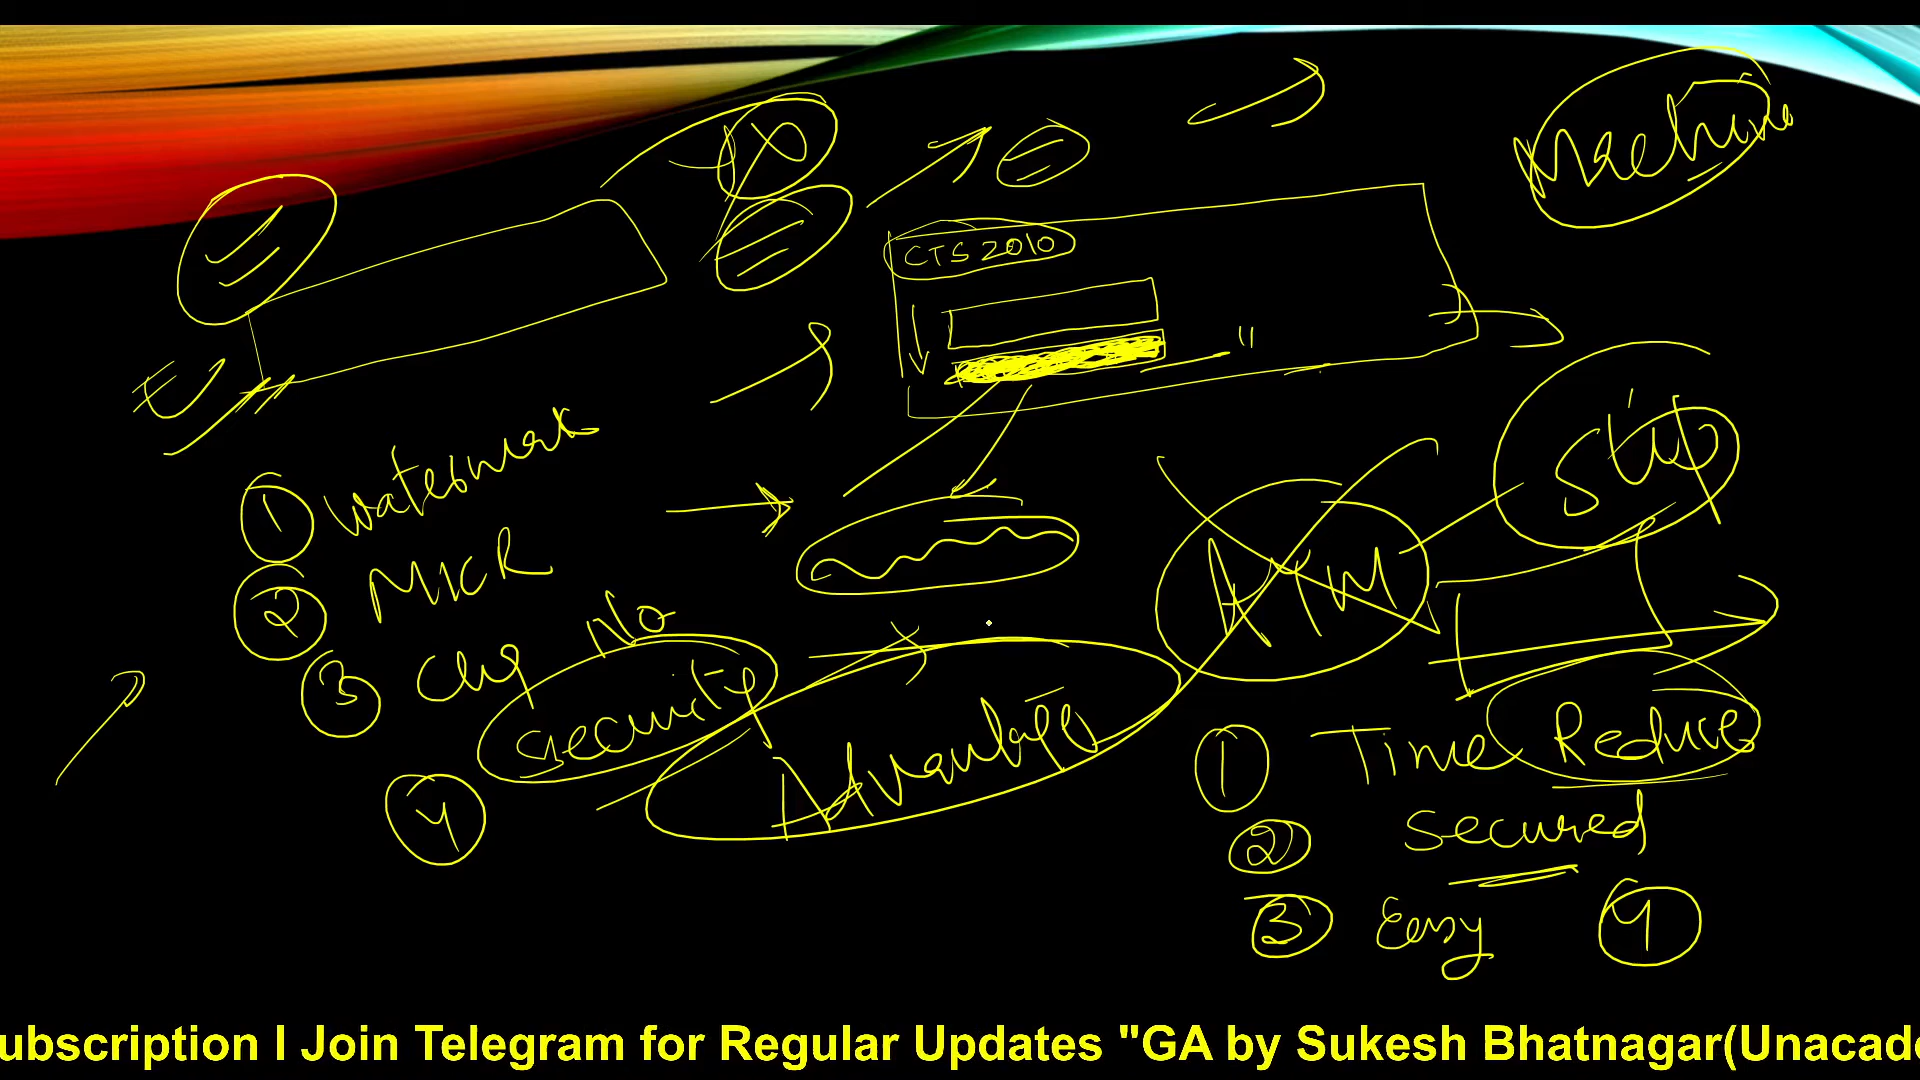 Machine
CTS 2010
Slip
① Watermark
② MICR
③ Chq No
security
④
ATM
Advantage
① Time Reduce
② Secured
③ Easy ④
ubscription I Join Telegram for Regular Updates "GA by Sukesh Bhatnagar(Unacade